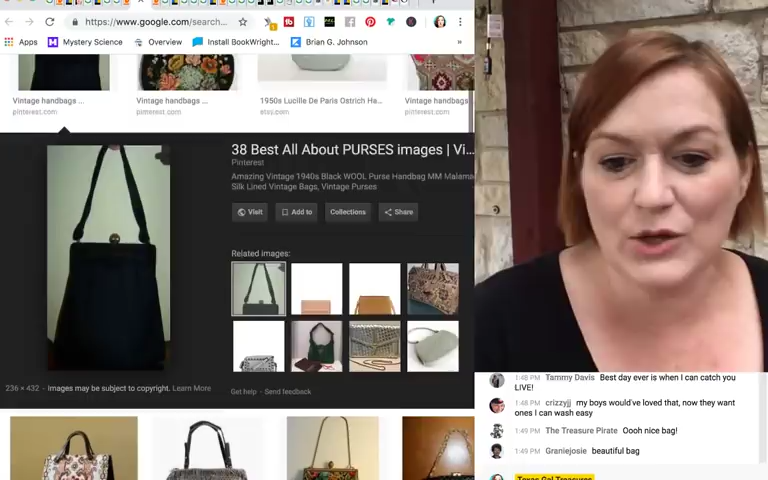 https://www.google.com/search...
Apps
Mystery Science
Overview
Install BookWright...
Brian G. Johnson
»
Vintage handbags ...
pinterest.com
Vintage handbags ...
pinterest.com
1950s Lucille De Paris Ostrich Ha...
etsy.com
Vintage handbags ...
pinterest.com
38 Best All About PURSES images | Vi...
Pinterest
Amazing Vintage 1940s Black WOOL Purse Handbag MM Malema
Silk Lined Vintage Bags, Vintage Purses
Visit
Add to
Collections
Share
Related images:
236 × 432 - Images may be subject to copyright. Learn More
Get help - Send feedback
1:48 PM Tammy Davis Best day ever is when I can catch you
LIVE!
1:48 PM crizzyjj my boys would've loved that, now they want
ones I can wash easy
1:49 PM The Treasure Pirate Oooh nice bag!
1:49 PM Graniejosie beautiful bag
Texas Gal Treasures